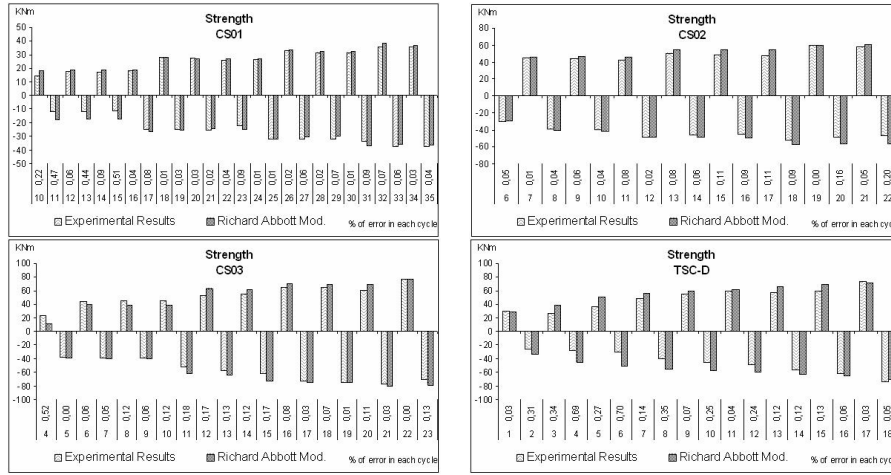 KNm
Strength
CS01
50
40
30
20
10
0
-10
-20
-30
-40
-50
0,22 0,47 0,06 0,44 0,09 0,51 0,04 0,08 0,01 0,03 0,03 0,02 0,04 0,09 0,01 0,01 0,02 0,06 0,02 0,07 0,01 0,09 0,07 0,06 0,03 0,04
10 11 12 13 14 15 16 17 18 19 20 21 22 23 24 25 26 27 28 29 30 31 32 33 34 35
Experimental Results Richard Abbott Mod. % of error in each cycle
KNm
Strength
CS02
80
60
40
20
0
-20
-40
-60
-80
0,05 0,01 0,04 0,06 0,04 0,08 0,02 0,08 0,06 0,11 0,09 0,11 0,09 0,00 0,16 0,05 0,20
6 7 8 9 10 11 12 13 14 15 16 17 18 19 20 21 22
Experimental Results Richard Abbott Mod. % of error in each cycle
KNm
Strength
CS03
100
80
60
40
20
0
-20
-40
-60
-80
-100
0,52 0,00 0,06 0,05 0,12 0,06 0,12 0,18 0,17 0,13 0,12 0,17 0,08 0,03 0,07 0,01 0,11 0,03 0,00 0,13
4 5 6 7 8 9 10 11 12 13 14 15 16 17 18 19 20 21 22 23
Experimental Results Richard Abbott Mod. % of error in each cycle
KNm
Strength
TSC-D
100
80
60
40
20
0
-20
-40
-60
-80
-100
0,03 0,31 0,34 0,69 0,27 0,70 0,14 0,35 0,07 0,25 0,04 0,24 0,12 0,12 0,13 0,06 0,03 0,05
1 2 3 4 5 6 7 8 9 10 11 12 13 14 15 16 17 18
Experimental Results Richard Abbott Mod. % of error in each cycle